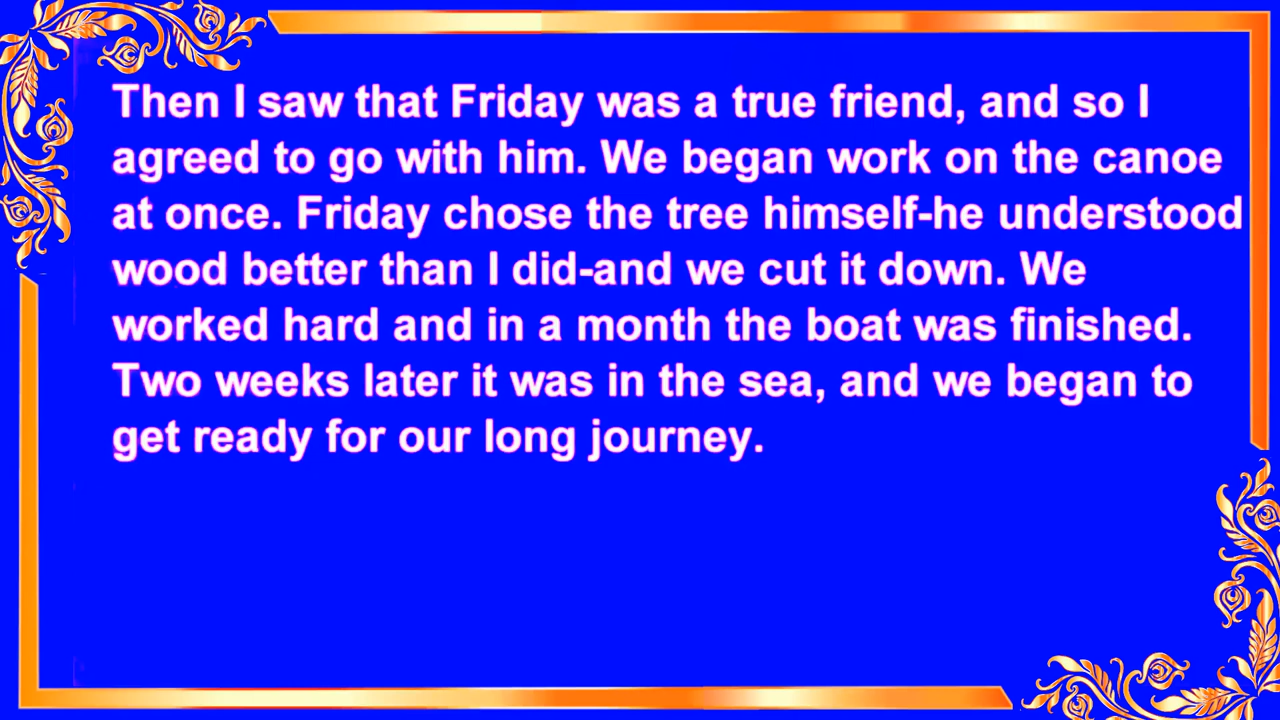 Then I saw that Friday was a true friend, and so I
agreed to go with him. We began work on the canoe
at once. Friday chose the tree himself-he understood
wood better than I did-and we cut it down. We
worked hard and in a month the boat was finished.
Two weeks later it was in the sea, and we began to
get ready for our long journey.